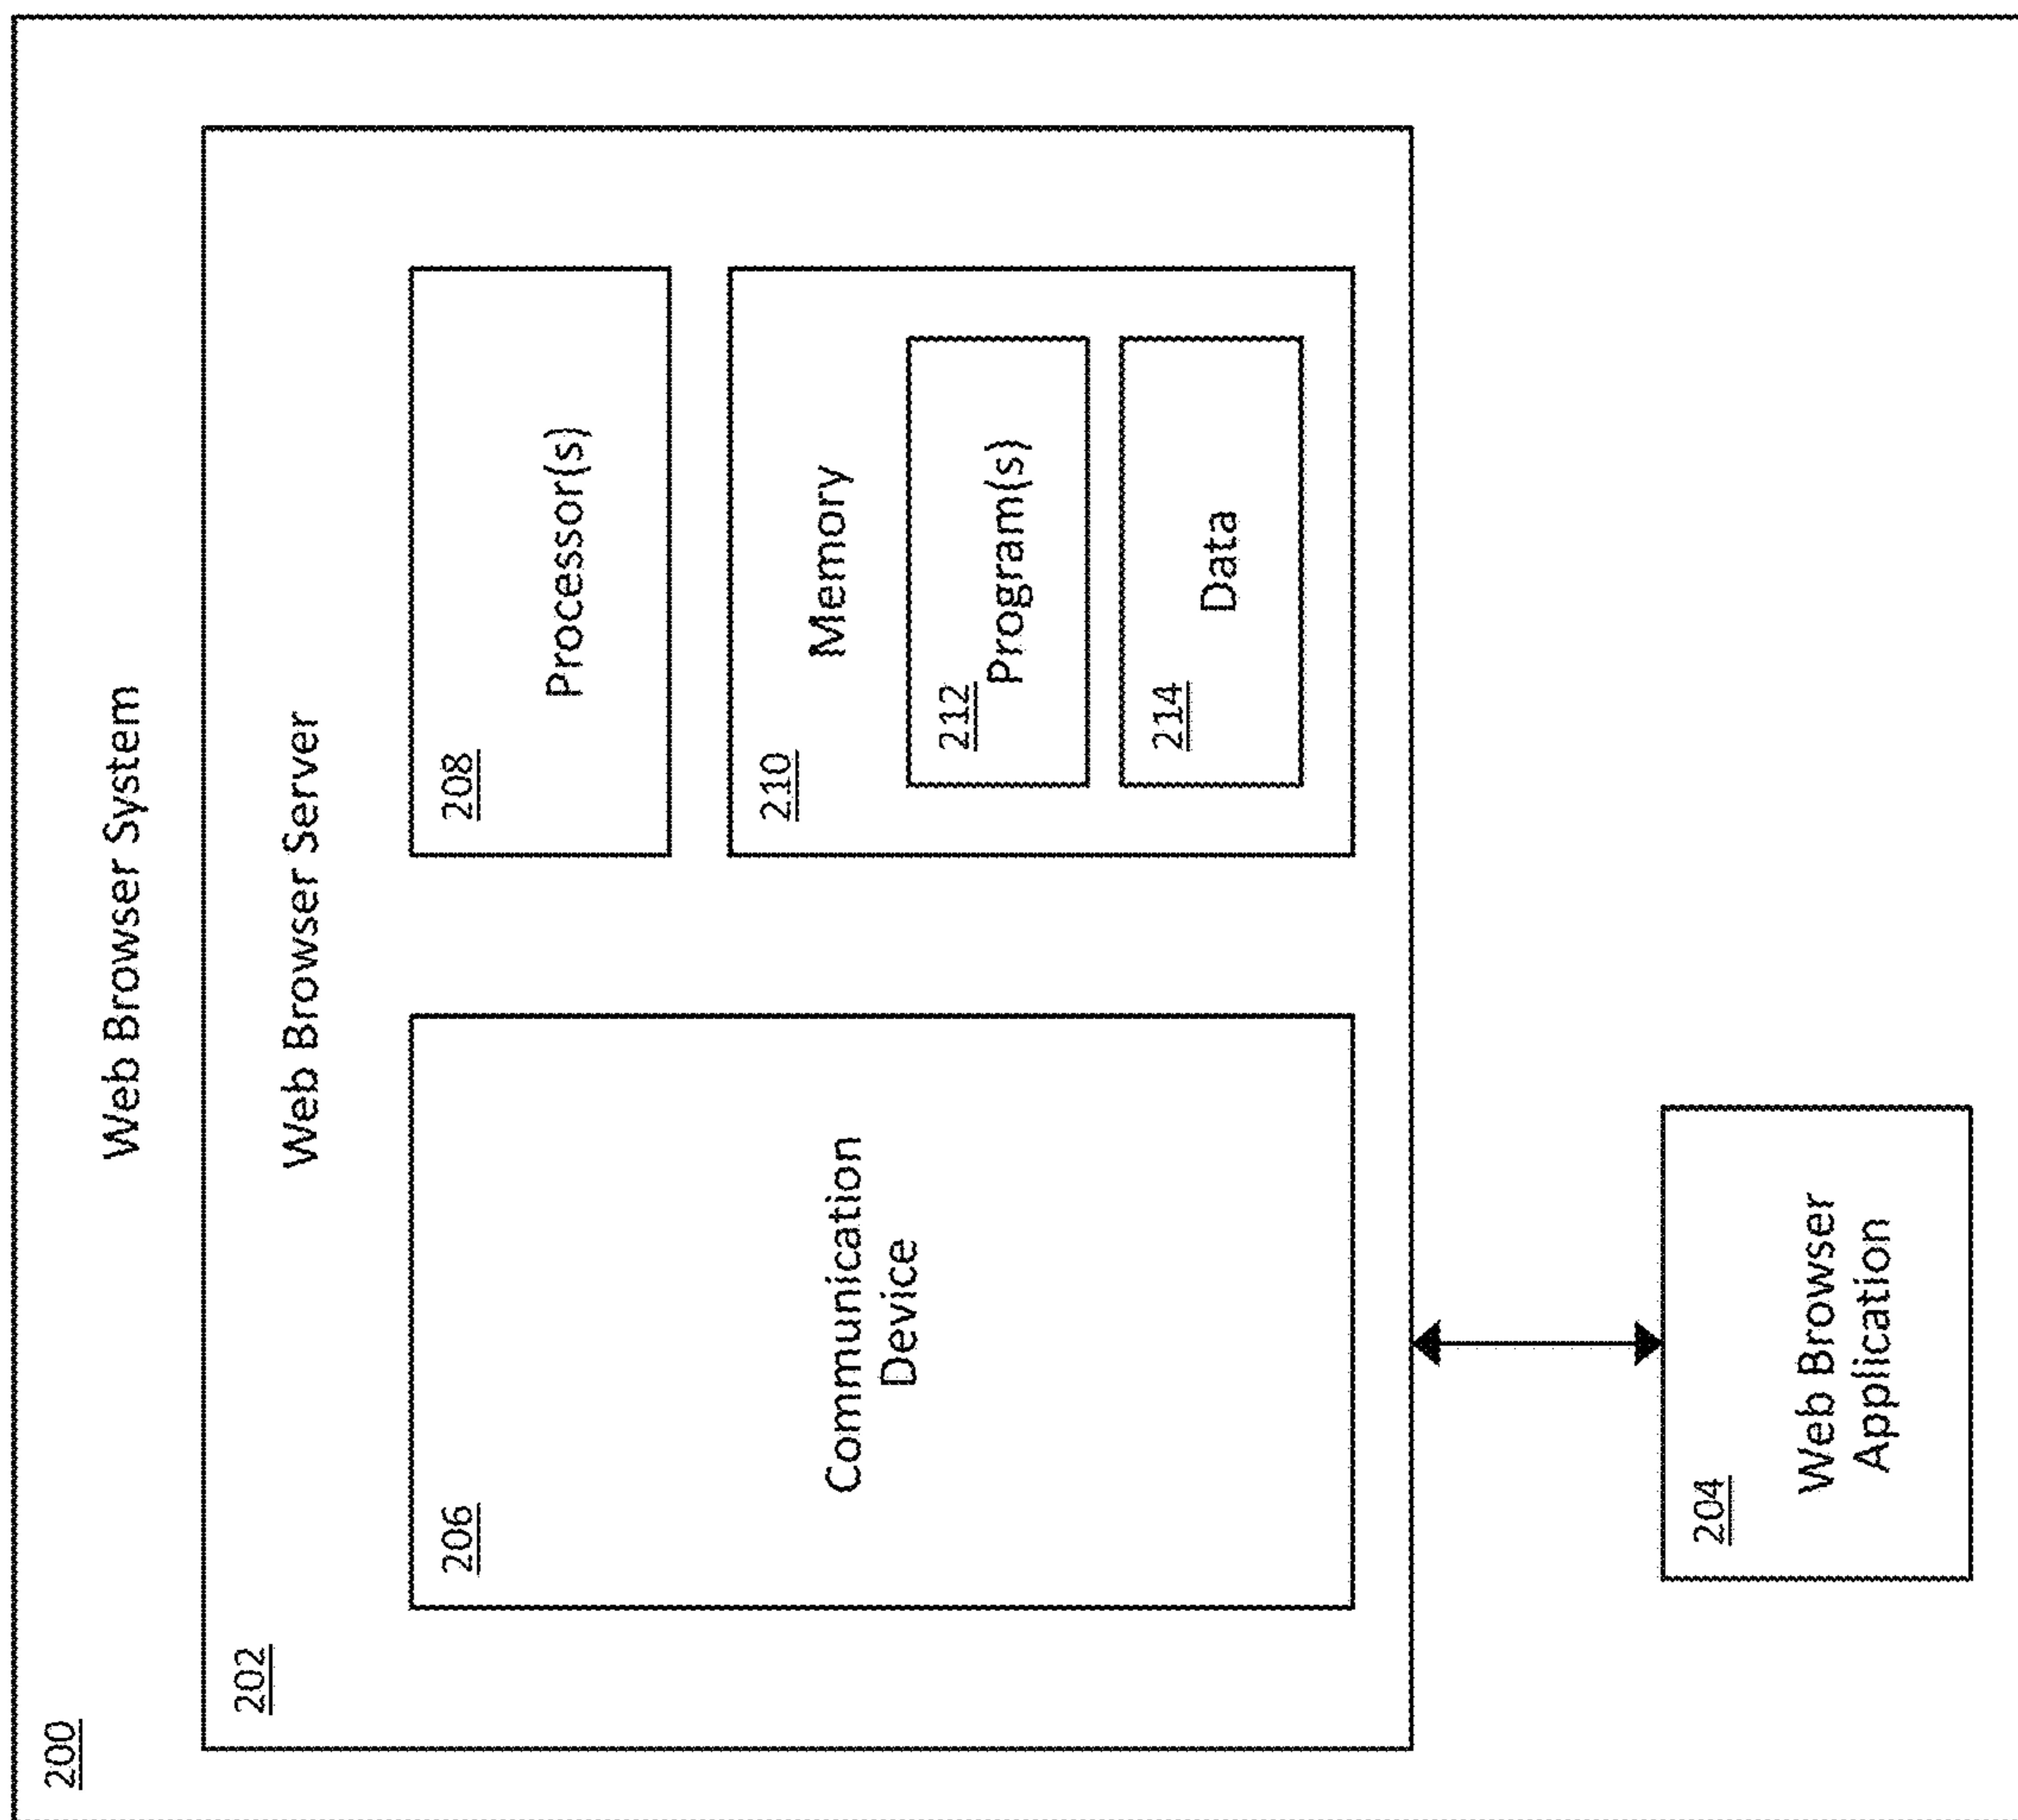 200
Web Browser System
202
Web Browser Server
206
Communication
Device
208
Processor(s)
210
Memory
212
Program(s)
214
Data
204
Web Browser
Application